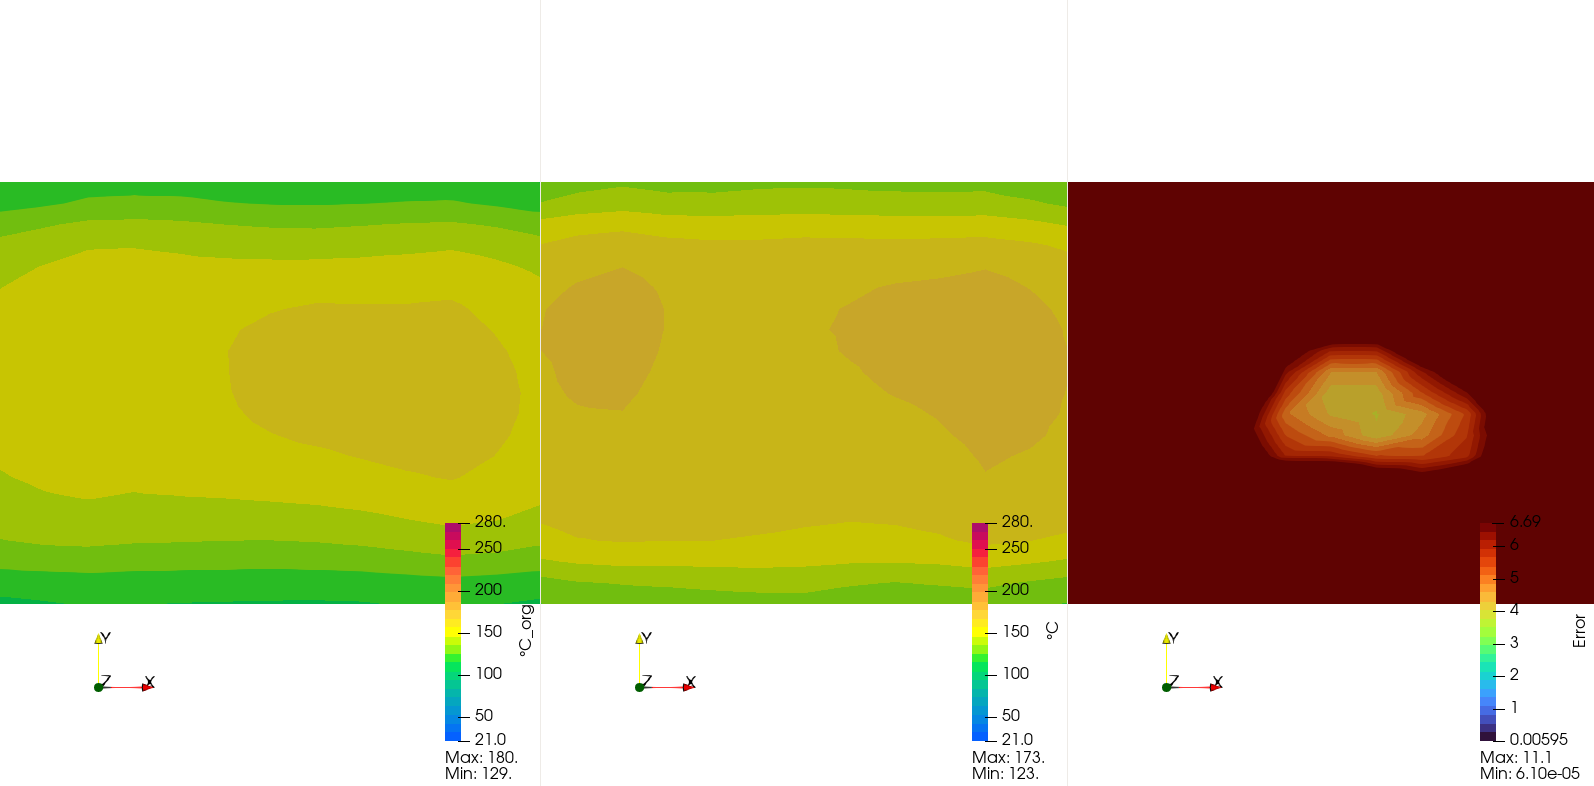 280.
250
200
150
100
50
21.0
°C_org
Max: 180.
Min: 129.
Y
Z
X
280.
250
200
150
100
50
21.0
°C
Max: 173.
Min: 123.
Y
Z
X
6.69
6
5
4
3
2
1
0.00595
Error
Max: 11.1
Min: 6.10e-05
Y
Z
X